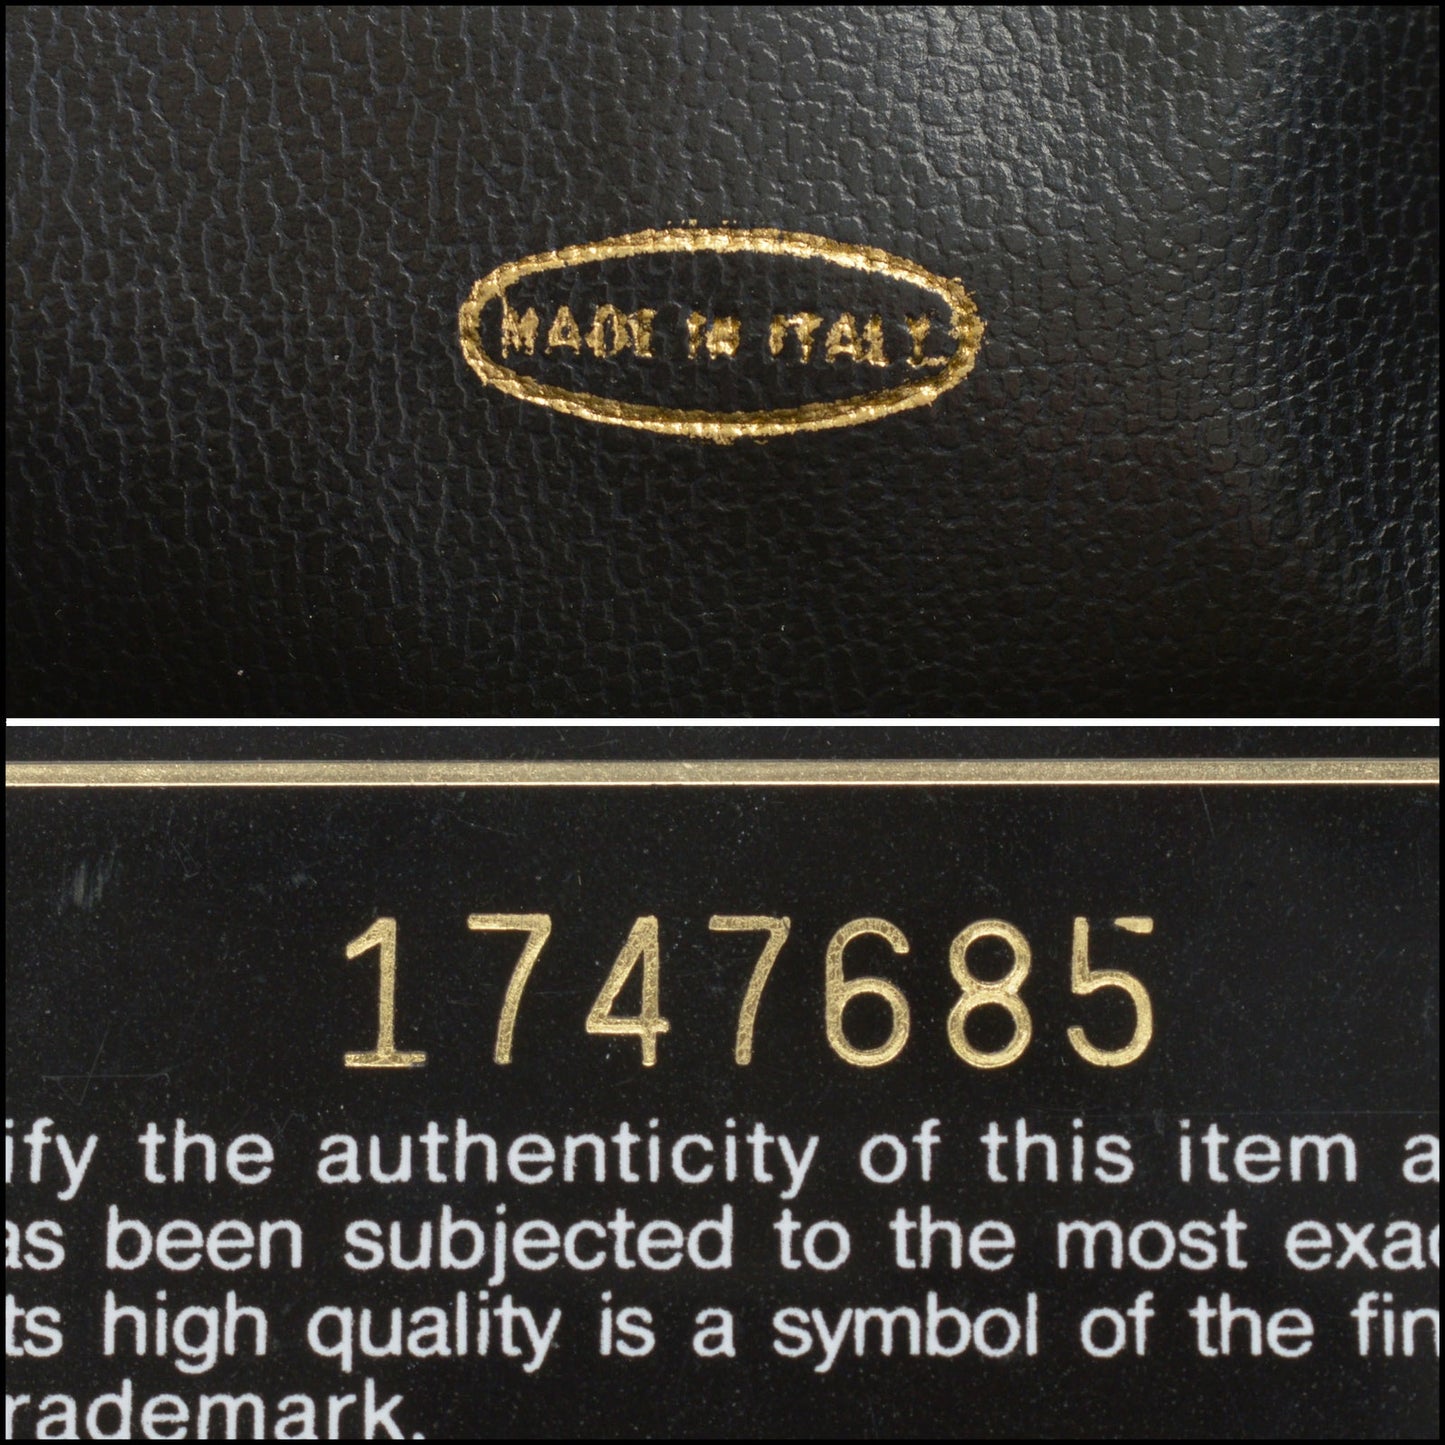 MADE IN ITALY
1747685
ify the authenticity of this item a
as been subjected to the most exac
ts high quality is a symbol of the fin
rademark.